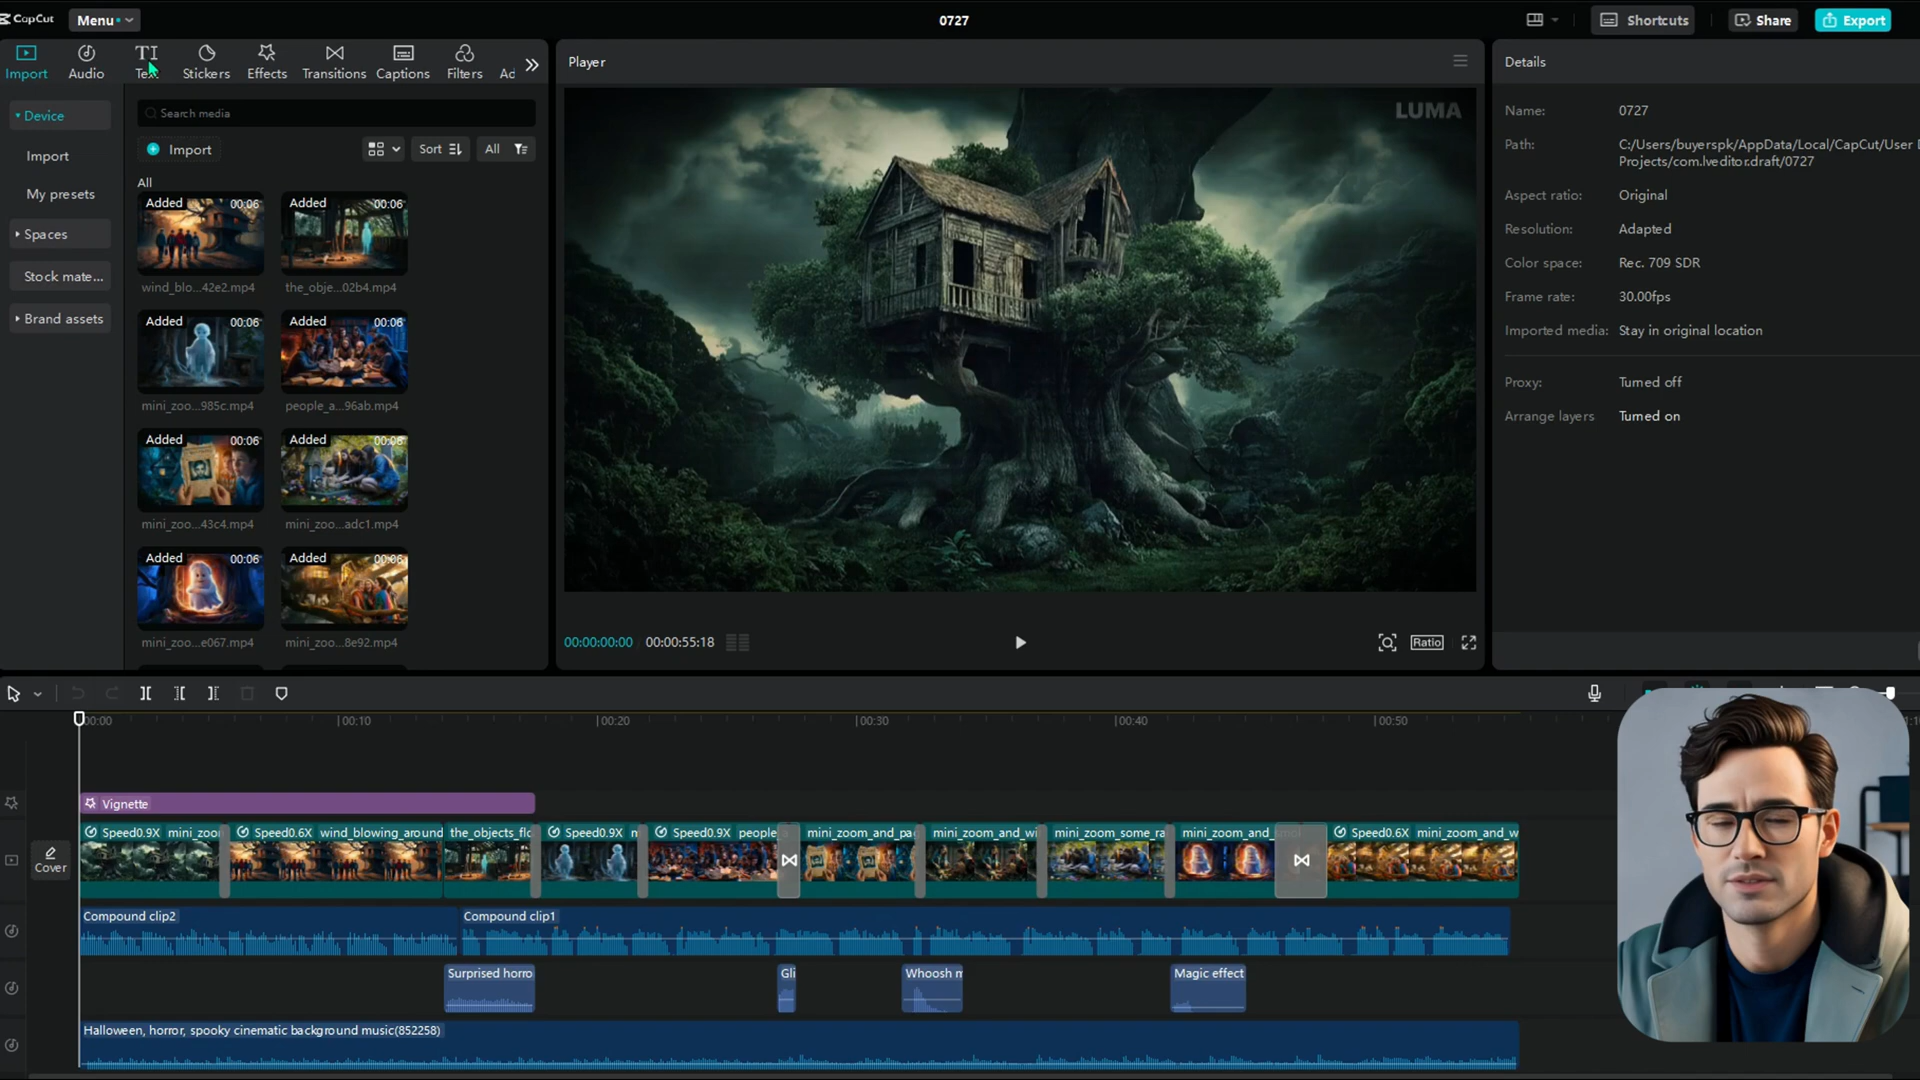 CapCut
Menu
0727
Shortcuts
Share
Export
Import
Audio
Text
Stickers
Effects
Transitions
Captions
Filters
Ad
Player
Details
Device
Import
My presets
Spaces
Stock mate...
Brand assets
Search media
Import
Sort
All
All
Added 00:06
Added 00:06
wind_blo...42e2.mp4
the_obje...02b4.mp4
Added 00:06
Added 00:06
mini_zoo...985c.mp4
people_a...96ab.mp4
Added 00:06
Added 00:06
mini_zoo...43c4.mp4
mini_zoo...adc1.mp4
Added 00:06
Added 00:06
mini_zoo...e067.mp4
mini_zoo...8e92.mp4
LUMA
00:00:00:00 00:00:55:18
Ratio
Name: 0727
Path: C:/Users/buyerspk/AppData/Local/CapCut/User
Projects/com.lveditor.draft/0727
Aspect ratio: Original
Resolution: Adapted
Color space: Rec. 709 SDR
Frame rate: 30.00fps
Imported media: Stay in original location
Proxy: Turned off
Arrange layers Turned on
00:00 00:10 00:20 00:30 00:40 00:50
Vignette
Cover
Speed0.9X mini_zoo
Speed0.6X wind_blowing_around
the_objects_flo
Speed0.9X
Speed0.9X people
mini_zoom_and_pa
mini_zoom_and_wi
mini_zoom_some_ra
mini_zoom_and_
Speed0.6X mini_zoom_and_w
Compound clip2
Compound clip1
Surprised horro
Gli
Whoosh m
Magic effect
Halloween, horror, spooky cinematic background music(852258)